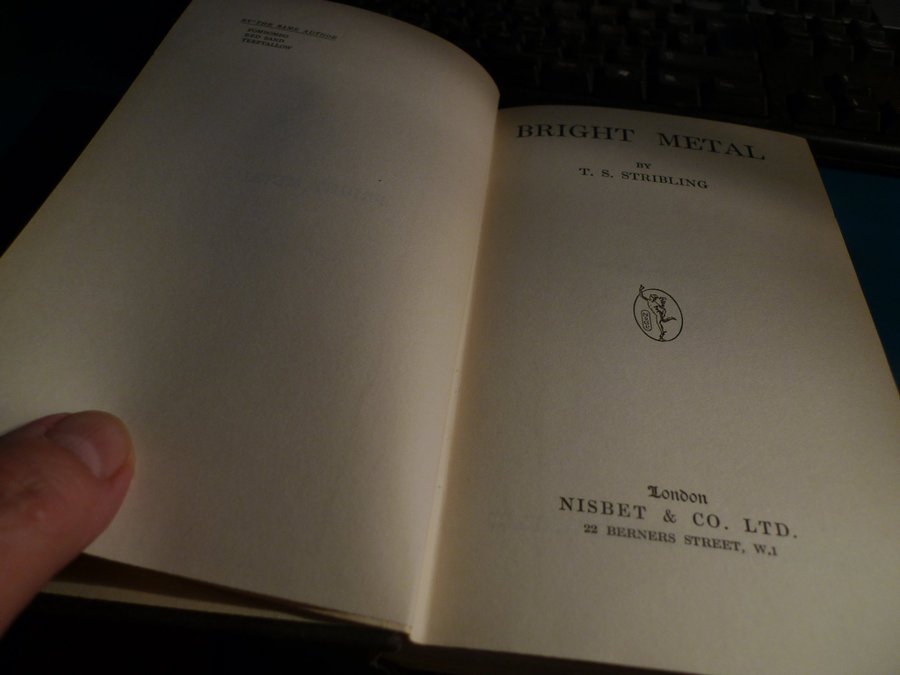 BY THE SAME AUTHOR
FOMBOMBO
RED SAND
TEEFTALLOW
BRIGHT METAL
BY
T. S. STRIBLING
London
NISBET & CO. LTD.
22 BERNERS STREET, W.1